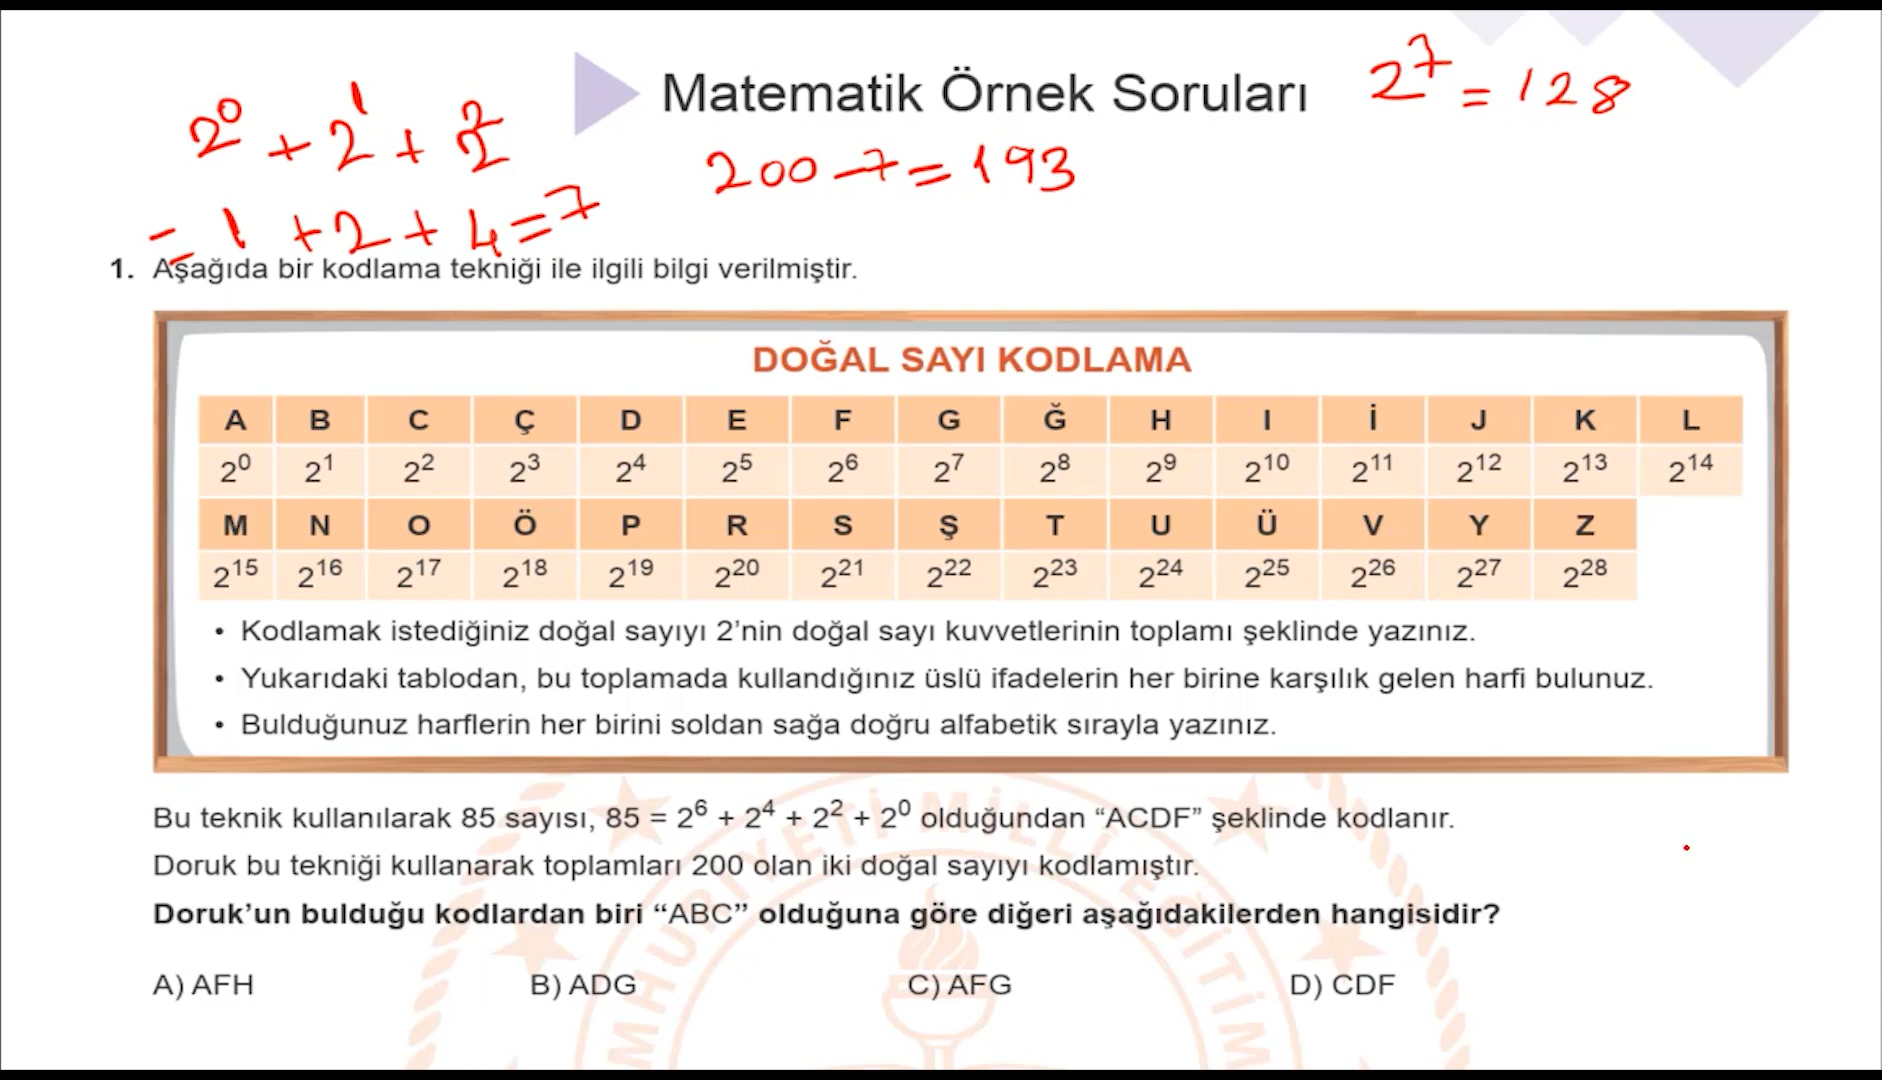 Matematik Örnek Soruları
2⁷ = 128
2⁰ + 2¹ + 2²
= 1 + 2 + 4 = 7
200 - 7 = 193
1. Aşağıda bir kodlama tekniği ile ilgili bilgi verilmiştir.
DOĞAL SAYI KODLAMA
A B C Ç D E F G Ğ H I İ J K L
2⁰ 2¹ 2² 2³ 2⁴ 2⁵ 2⁶ 2⁷ 2⁸ 2⁹ 2¹⁰ 2¹¹ 2¹² 2¹³ 2¹⁴
M N O Ö P R S Ş T U Ü V Y Z
2¹⁵ 2¹⁶ 2¹⁷ 2¹⁸ 2¹⁹ 2²⁰ 2²¹ 2²² 2²³ 2²⁴ 2²⁵ 2²⁶ 2²⁷ 2²⁸
• Kodlamak istediğiniz doğal sayıyı 2’nin doğal sayı kuvvetlerinin toplamı şeklinde yazınız.
• Yukarıdaki tablodan, bu toplamada kullandığınız üslü ifadelerin her birine karşılık gelen harfi bulunuz.
• Bulduğunuz harflerin her birini soldan sağa doğru alfabetik sırayla yazınız.
Bu teknik kullanılarak 85 sayısı, 85 = 2⁶ + 2⁴ + 2² + 2⁰ olduğundan “ACDF” şeklinde kodlanır.
Doruk bu tekniği kullanarak toplamları 200 olan iki doğal sayıyı kodlamıştır.
Doruk’un bulduğu kodlardan biri “ABC” olduğuna göre diğeri aşağıdakilerden hangisidir?
A) AFH B) ADG C) AFG D) CDF